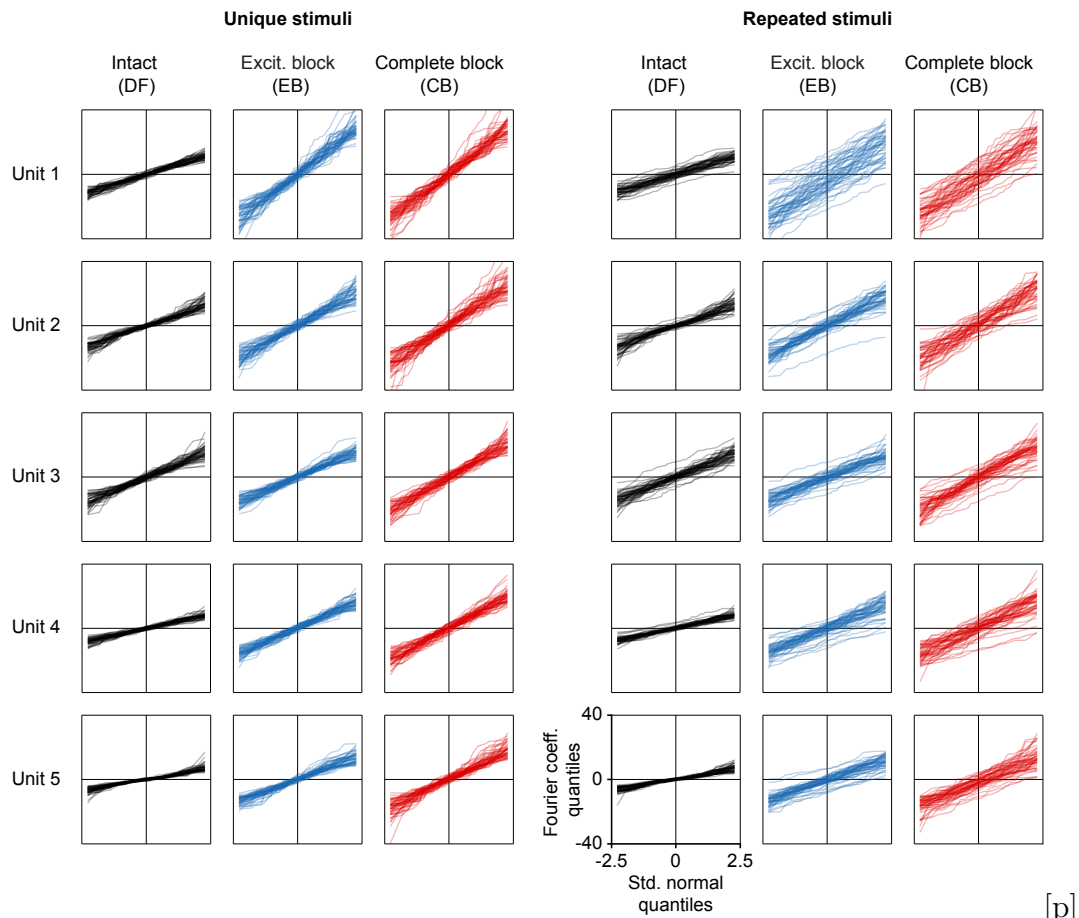 Unique stimuli
Repeated stimuli
Intact
(DF)
Excit. block
(EB)
Complete block
(CB)
Intact
(DF)
Excit. block
(EB)
Complete block
(CB)
Unit 1
Unit 2
Unit 3
Unit 4
Unit 5
40
0
-40
Fourier coeff.
quantiles
-2.5
0
2.5
Std. normal
quantiles
[p]